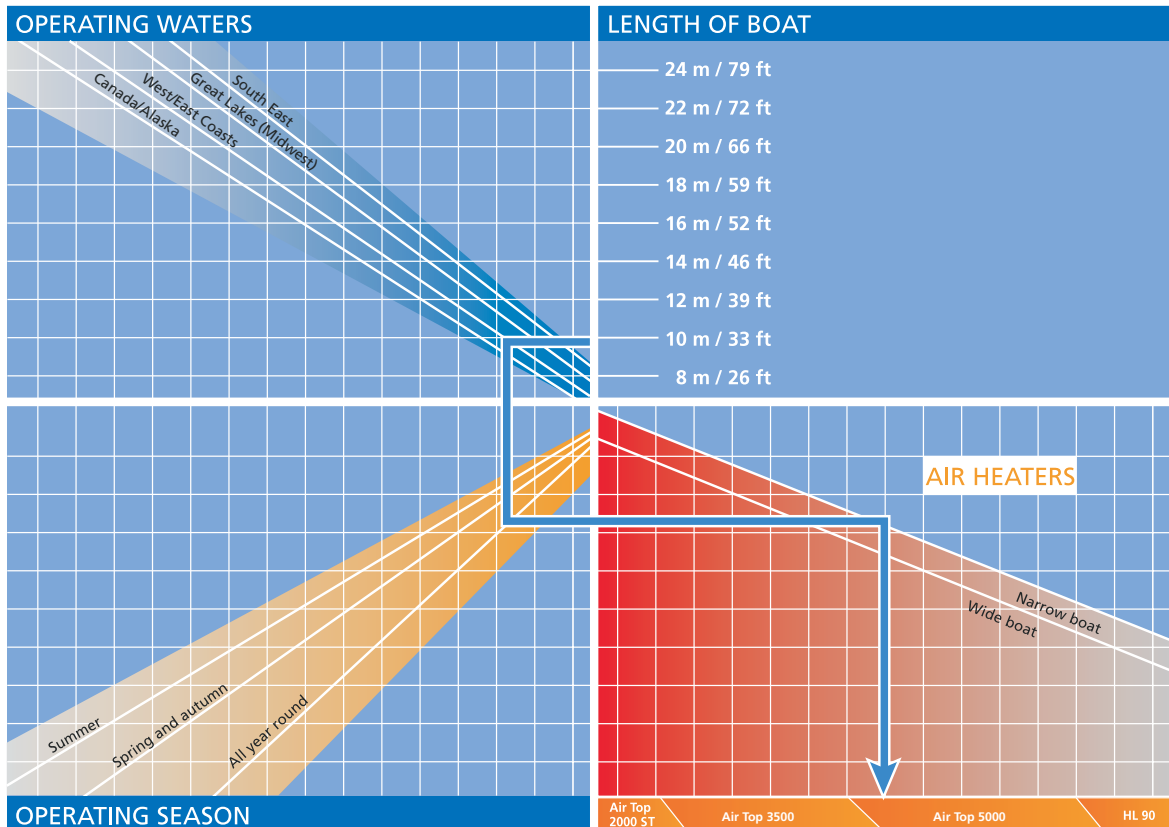 OPERATING WATERS
South East
Great Lakes (Midwest)
West/East Coasts
Canada/Alaska
LENGTH OF BOAT
24 m / 79 ft
22 m / 72 ft
20 m / 66 ft
18 m / 59 ft
16 m / 52 ft
14 m / 46 ft
12 m / 39 ft
10 m / 33 ft
8 m / 26 ft
Summer
Spring and autumn
All year round
OPERATING SEASON
AIR HEATERS
Narrow boat
Wide boat
Air Top
2000 ST
Air Top 3500
Air Top 5000
HL 90